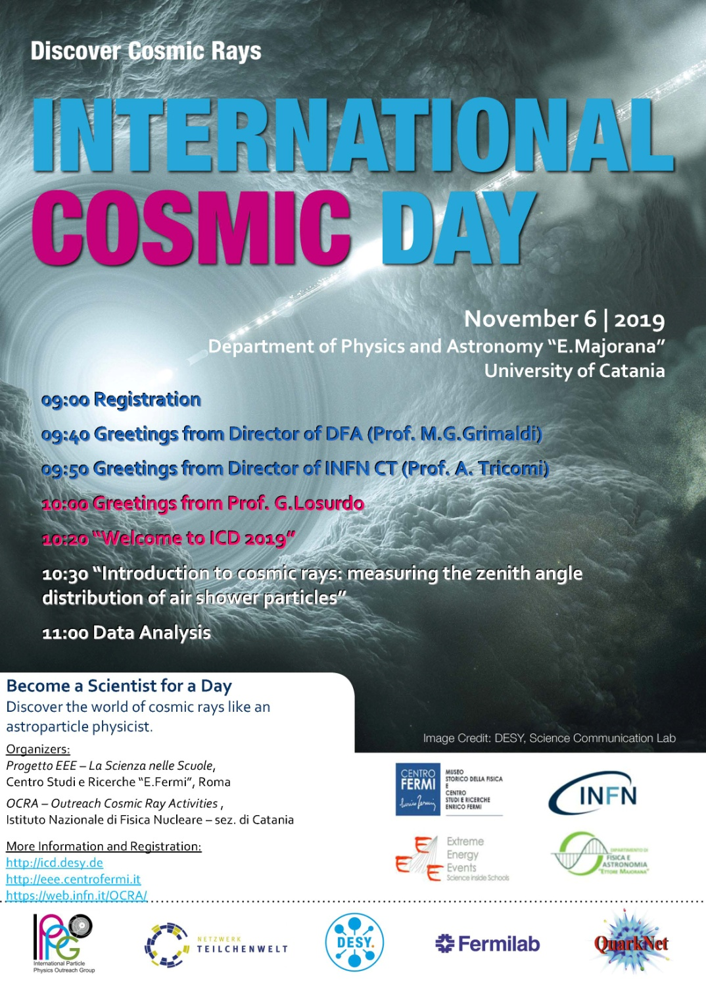 Discover Cosmic Rays
INTERNATIONAL
COSMIC DAY
November 6 | 2019
Department of Physics and Astronomy “E.Majorana”
University of Catania
09:00 Registration
09:40 Greetings from Director of DFA (Prof. M.G.Grimaldi)
09:50 Greetings from Director of INFN CT (Prof. A. Tricomi)
10:00 Greetings from Prof. G.Losurdo
10:20 “Welcome to ICD 2019”
10:30 “Introduction to cosmic rays: measuring the zenith angle
distribution of air shower particles”
11:00 Data Analysis
Become a Scientist for a Day
Discover the world of cosmic rays like an
astroparticle physicist.
Organizers:
Progetto EEE – La Scienza nelle Scuole,
Centro Studi e Ricerche “E.Fermi”, Roma
OCRA – Outreach Cosmic Ray Activities ,
Istituto Nazionale di Fisica Nucleare – sez. di Catania
More Information and Registration:
http://icd.desy.de
http://eee.centrofermi.it
https://web.infn.it/OCRA/
Image Credit: DESY, Science Communication Lab
CENTRO
FERMI
Enrico Fermi
MUSEO
STORICO DELLA FISICA
E
CENTRO
STUDI E RICERCHE
ENRICO FERMI
INFN
EEE
Extreme
Energy
Events
Science inside Schools
DIPARTIMENTO DI
FISICA E
ASTRONOMIA
"ETTORE MAJORANA"
IPPOG
International Particle
Physics Outreach Group
NETZWERK
TEILCHENWELT
DESY.
Fermilab
QuarkNet